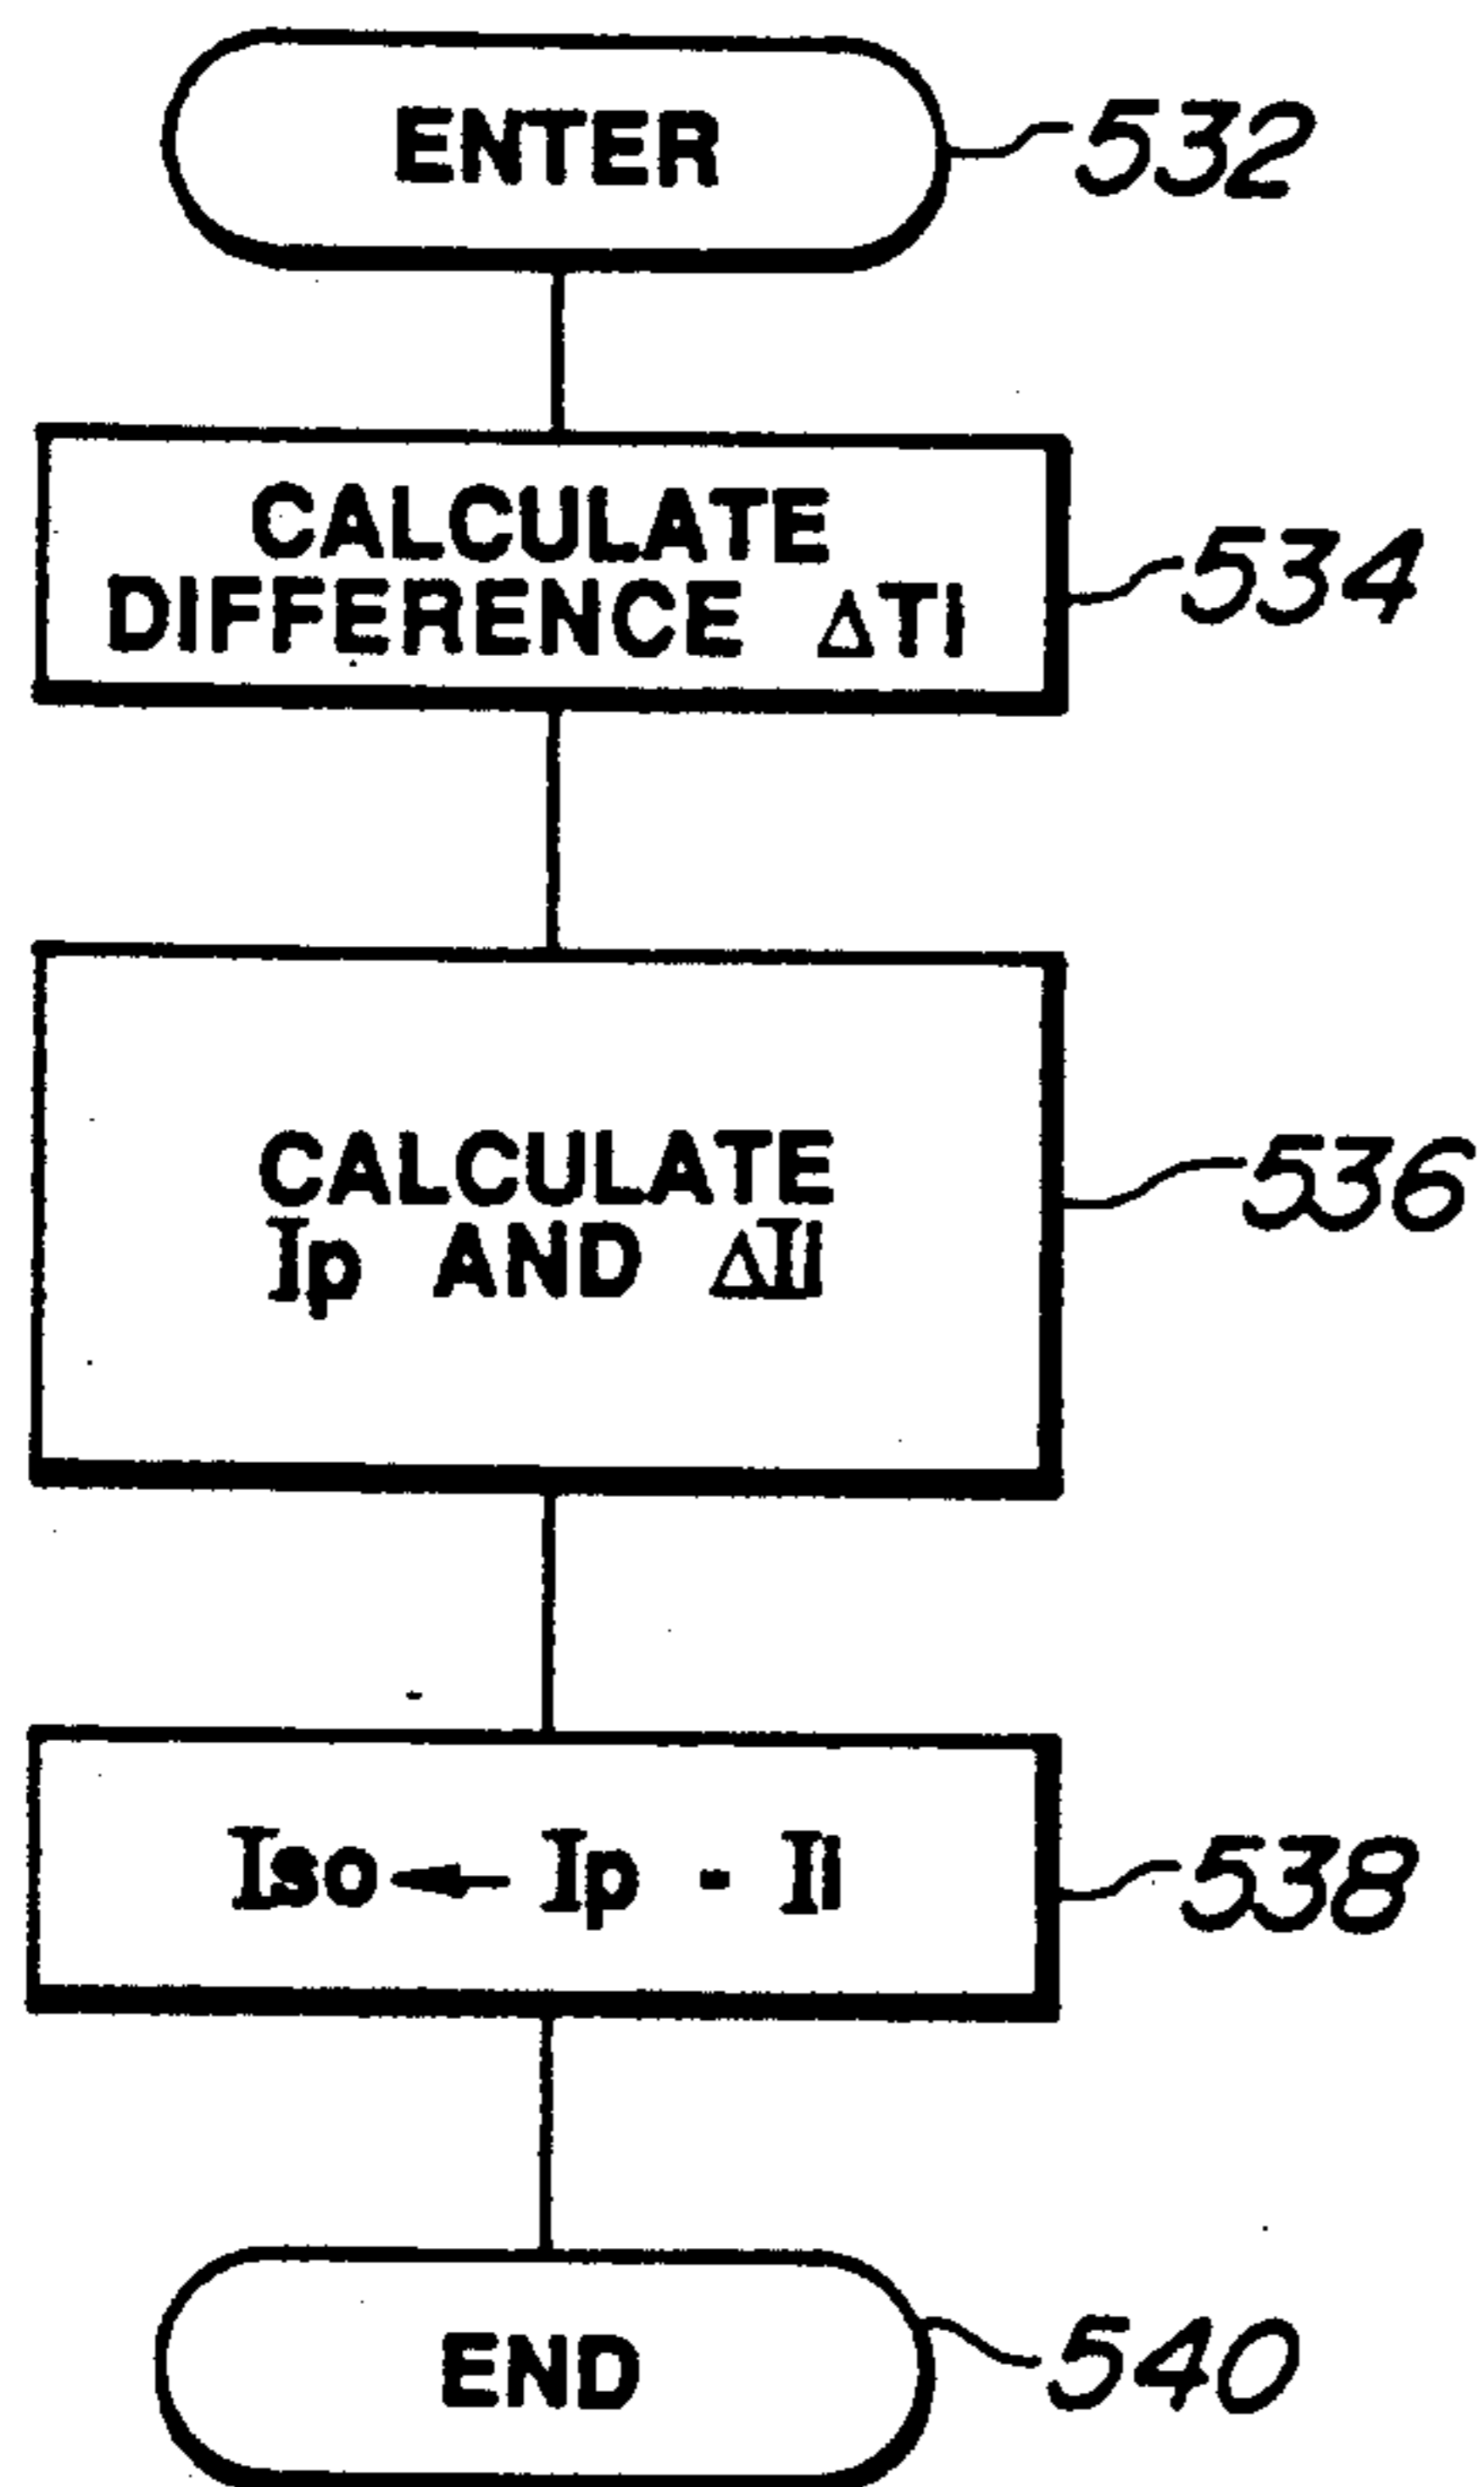 ENTER
532
CALCULATE
DIFFERENCE ΔTI
534
CALCULATE
Ip AND ΔII
536
Iso ← Ip - II
538
END
540